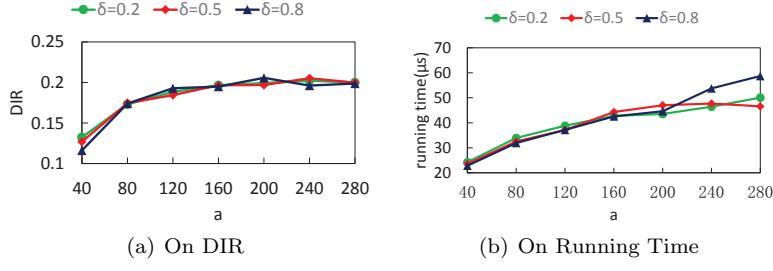 δ=0.2 δ=0.5 δ=0.8
0.25
0.2
0.15
0.1
DIR
40 80 120 160 200 240 280
a
(a) On DIR
δ=0.2 δ=0.5 δ=0.8
70
60
50
40
30
20
running time(μs)
40 80 120 160 200 240 280
a
(b) On Running Time